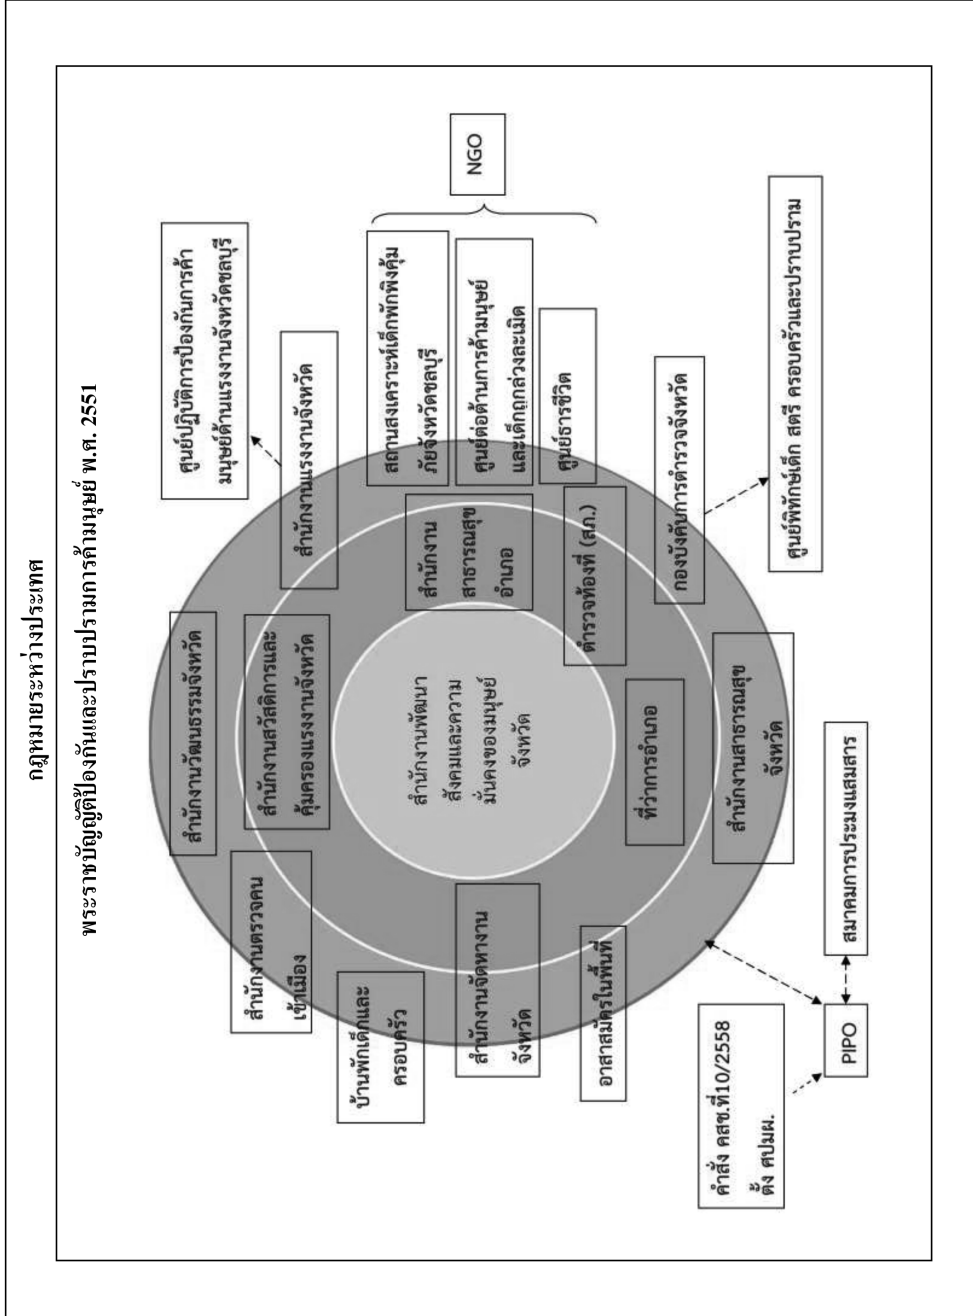 กฎหมายระหว่างประเทศ
พระราชบัญญัติป้องกันและปราบปรามการค้ามนุษย์ พ.ศ. 2551
สำนักงานวัฒนธรรมจังหวัด
ศูนย์ปฏิบัติการป้องกันการค้า
มนุษย์ด้านแรงงานจังหวัดชลบุรี
สำนักงานตรวจคน
เข้าเมือง
สำนักงานสวัสดิการและ
คุ้มครองแรงงานจังหวัด
สำนักงานแรงงานจังหวัด
บ้านพักเด็กและ
ครอบครัว
สำนักงานพัฒนา
สังคมและความ
มั่นคงของมนุษย์
จังหวัด
สำนักงาน
สาธารณสุข
อำเภอ
สถานสงเคราะห์เด็กพักพิงคุ้ม
ภัยจังหวัดชลบุรี
NGO
สำนักงานจัดหางาน
จังหวัด
ศูนย์ต่อต้านการค้ามนุษย์
และเด็กถูกล่วงละเมิด
ศูนย์ธารชีวิต
อาสาสมัครในพื้นที่
ที่ว่าการอำเภอ
ตำรวจท้องที่ (สภ.)
กองบังคับการตำรวจจังหวัด
คำสั่ง คสช.ที่10/2558
ตั้ง ศปมผ.
สำนักงานสาธารณสุข
จังหวัด
ศูนย์พิทักษ์เด็ก สตรี ครอบครัวและปราบปราม
PIPO
สมาคมการประมงแสมสาร